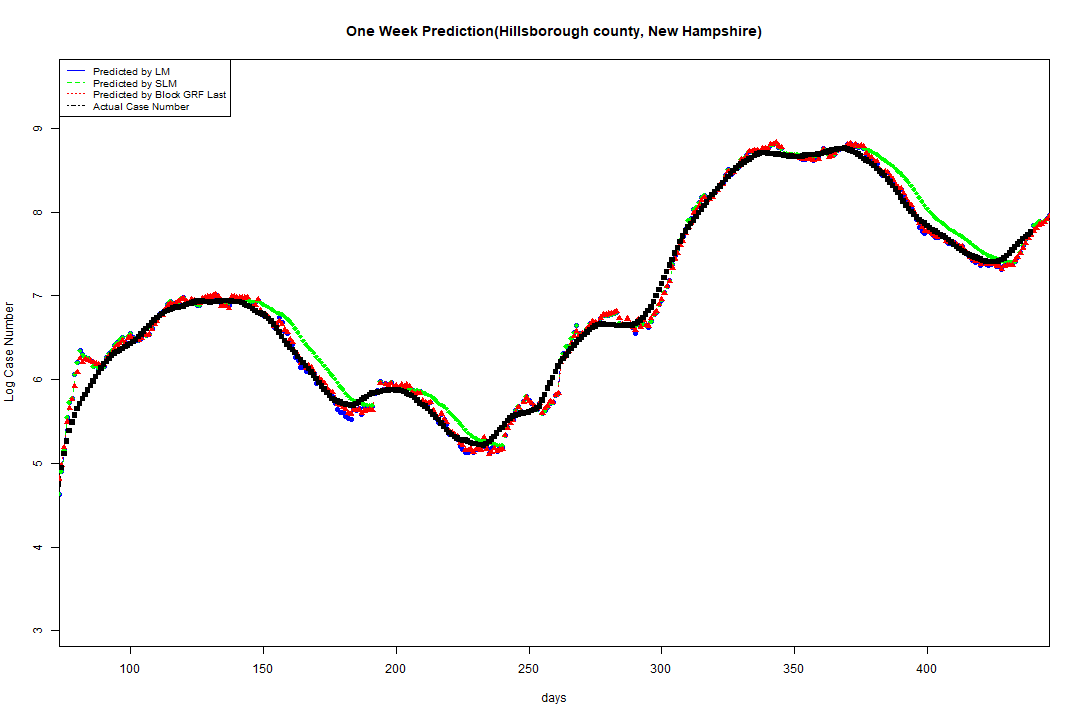 One Week Prediction(Hillsborough county, New Hampshire)
Predicted by LM
Predicted by SLM
Predicted by Block GRF Last
Actual Case Number
Log Case Number
9
8
7
6
5
4
3
100 150 200 250 300 350 400
days